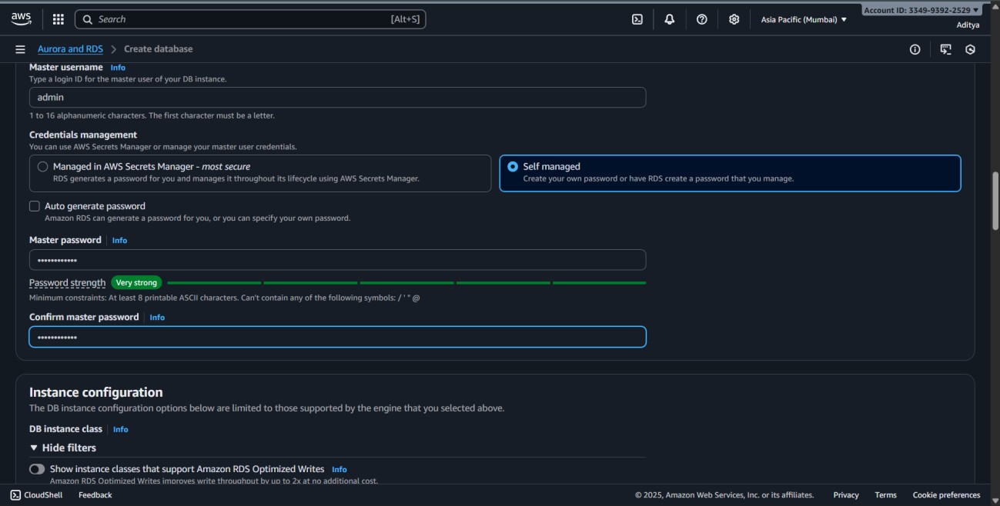 aws
Search
[Alt+S]
Asia Pacific (Mumbai) ▼
Account ID: 3349-9392-2529 ▼
Aditya
Aurora and RDS > Create database
Master username Info
Type a login ID for the master user of your DB instance.
admin
1 to 16 alphanumeric characters. The first character must be a letter.
Credentials management
You can use AWS Secrets Manager or manage your master user credentials.
Managed in AWS Secrets Manager - most secure
RDS generates a password for you and manages it throughout its lifecycle using AWS Secrets Manager.
Self managed
Create your own password or have RDS create a password that you manage.
Auto generate password
Amazon RDS can generate a password for you, or you can specify your own password.
Master password Info
••••••••••••
Password strength Very strong
Minimum constraints: At least 8 printable ASCII characters. Can't contain any of the following symbols: / ' " @
Confirm master password Info
••••••••••••
Instance configuration
The DB instance configuration options below are limited to those supported by the engine that you selected above.
DB instance class Info
▼ Hide filters
Show instance classes that support Amazon RDS Optimized Writes Info
Amazon RDS Optimized Writes improves write throughput by up to 2x at no additional cost.
CloudShell Feedback © 2025, Amazon Web Services, Inc. or its affiliates. Privacy Terms Cookie preferences